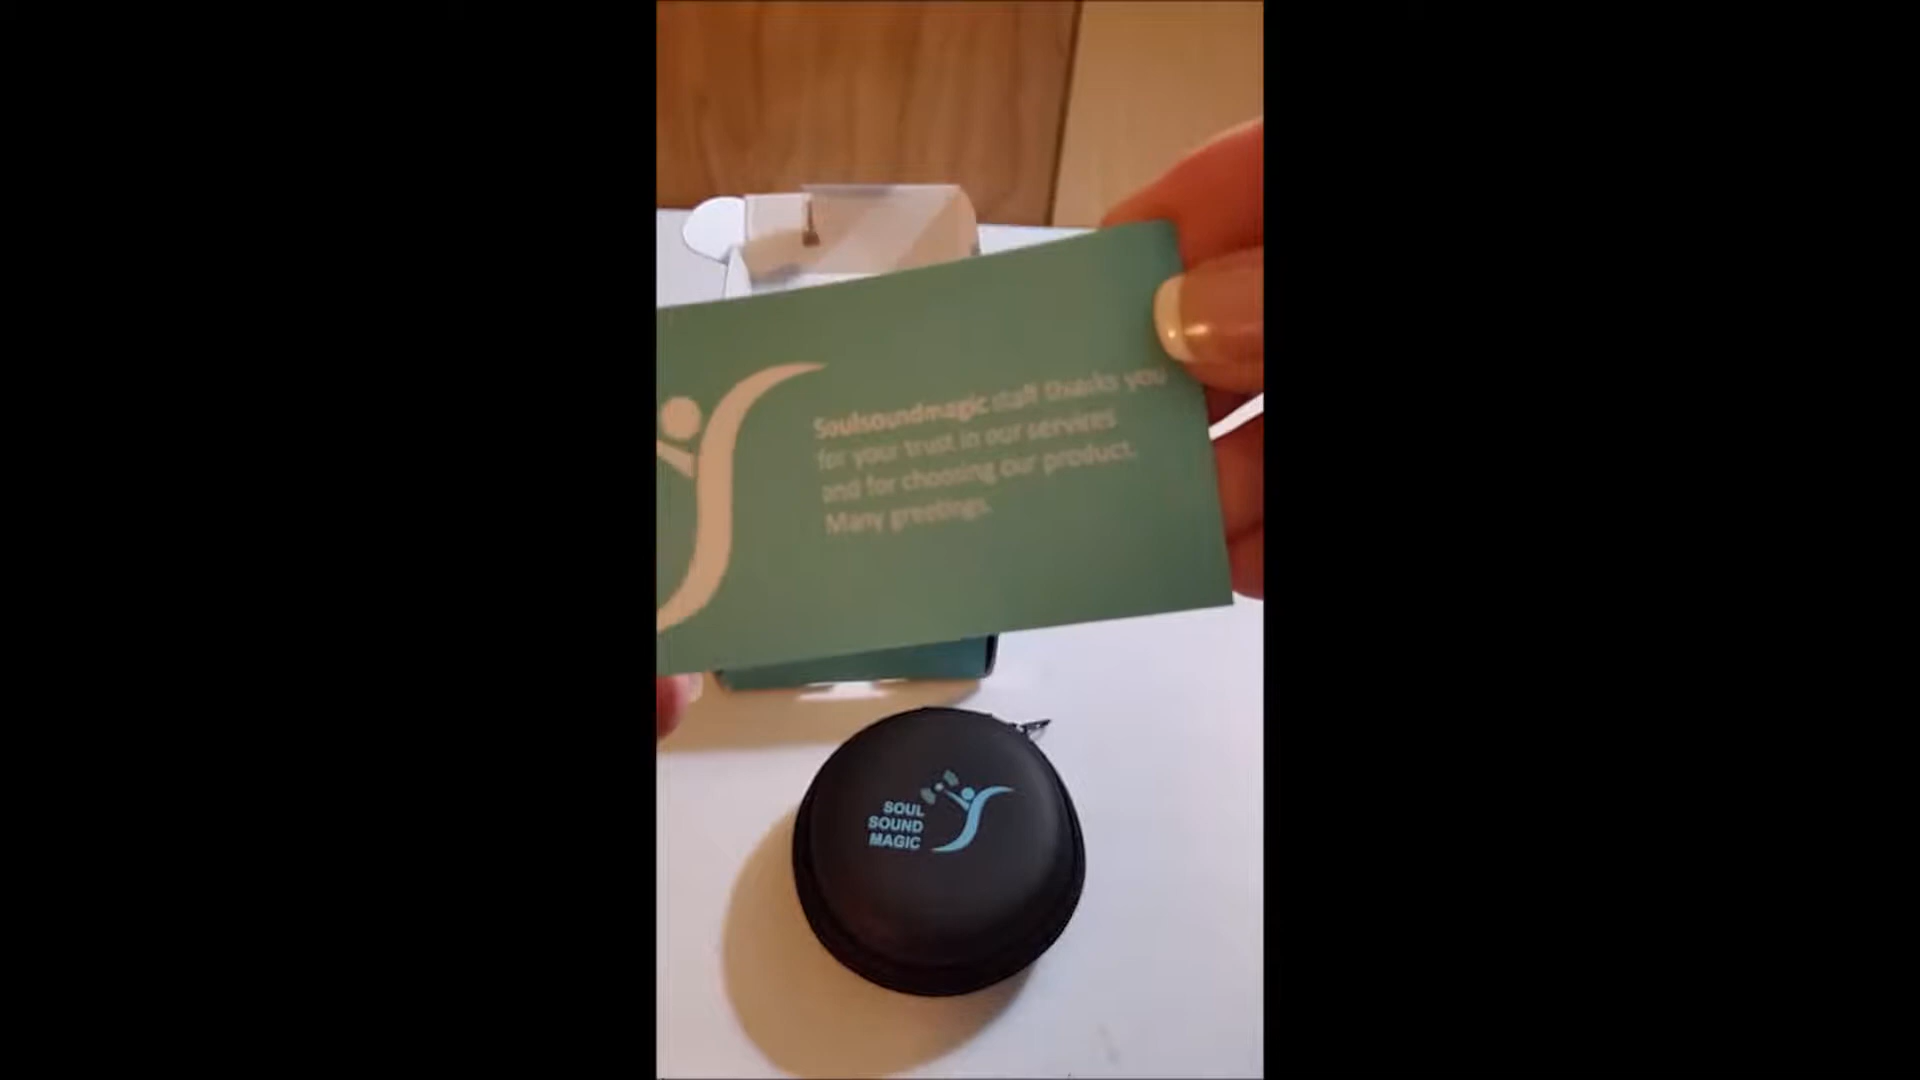 Soulsoundmagic staff thanks you
for your trust in our services
and for choosing our product.
Many greetings.
SOUL
SOUND
MAGIC